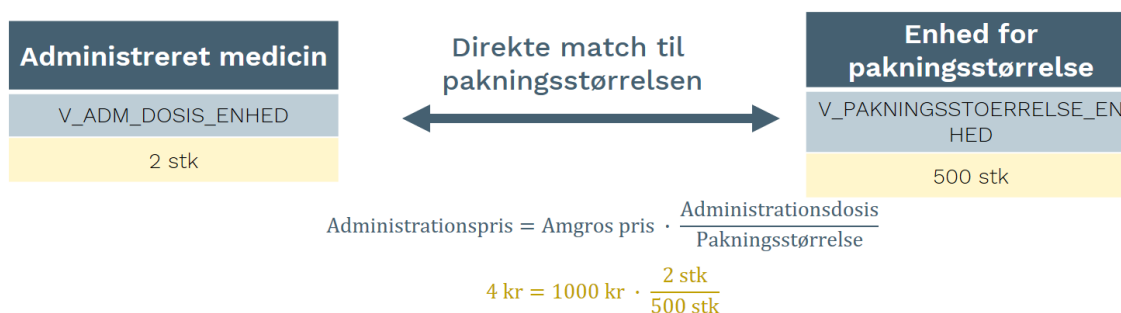 Administreret medicin
V_ADM_DOSIS_ENHED
2 stk
Direkte match til
pakningsstørrelsen
Enhed for
pakningsstørrelse
V_PAKNINGSSTOERRELSE_EN
HED
500 stk
Administrationspris = Amgros pris · Administrationsdosis / Pakningsstørrelse
4 kr = 1000 kr · 2 stk / 500 stk